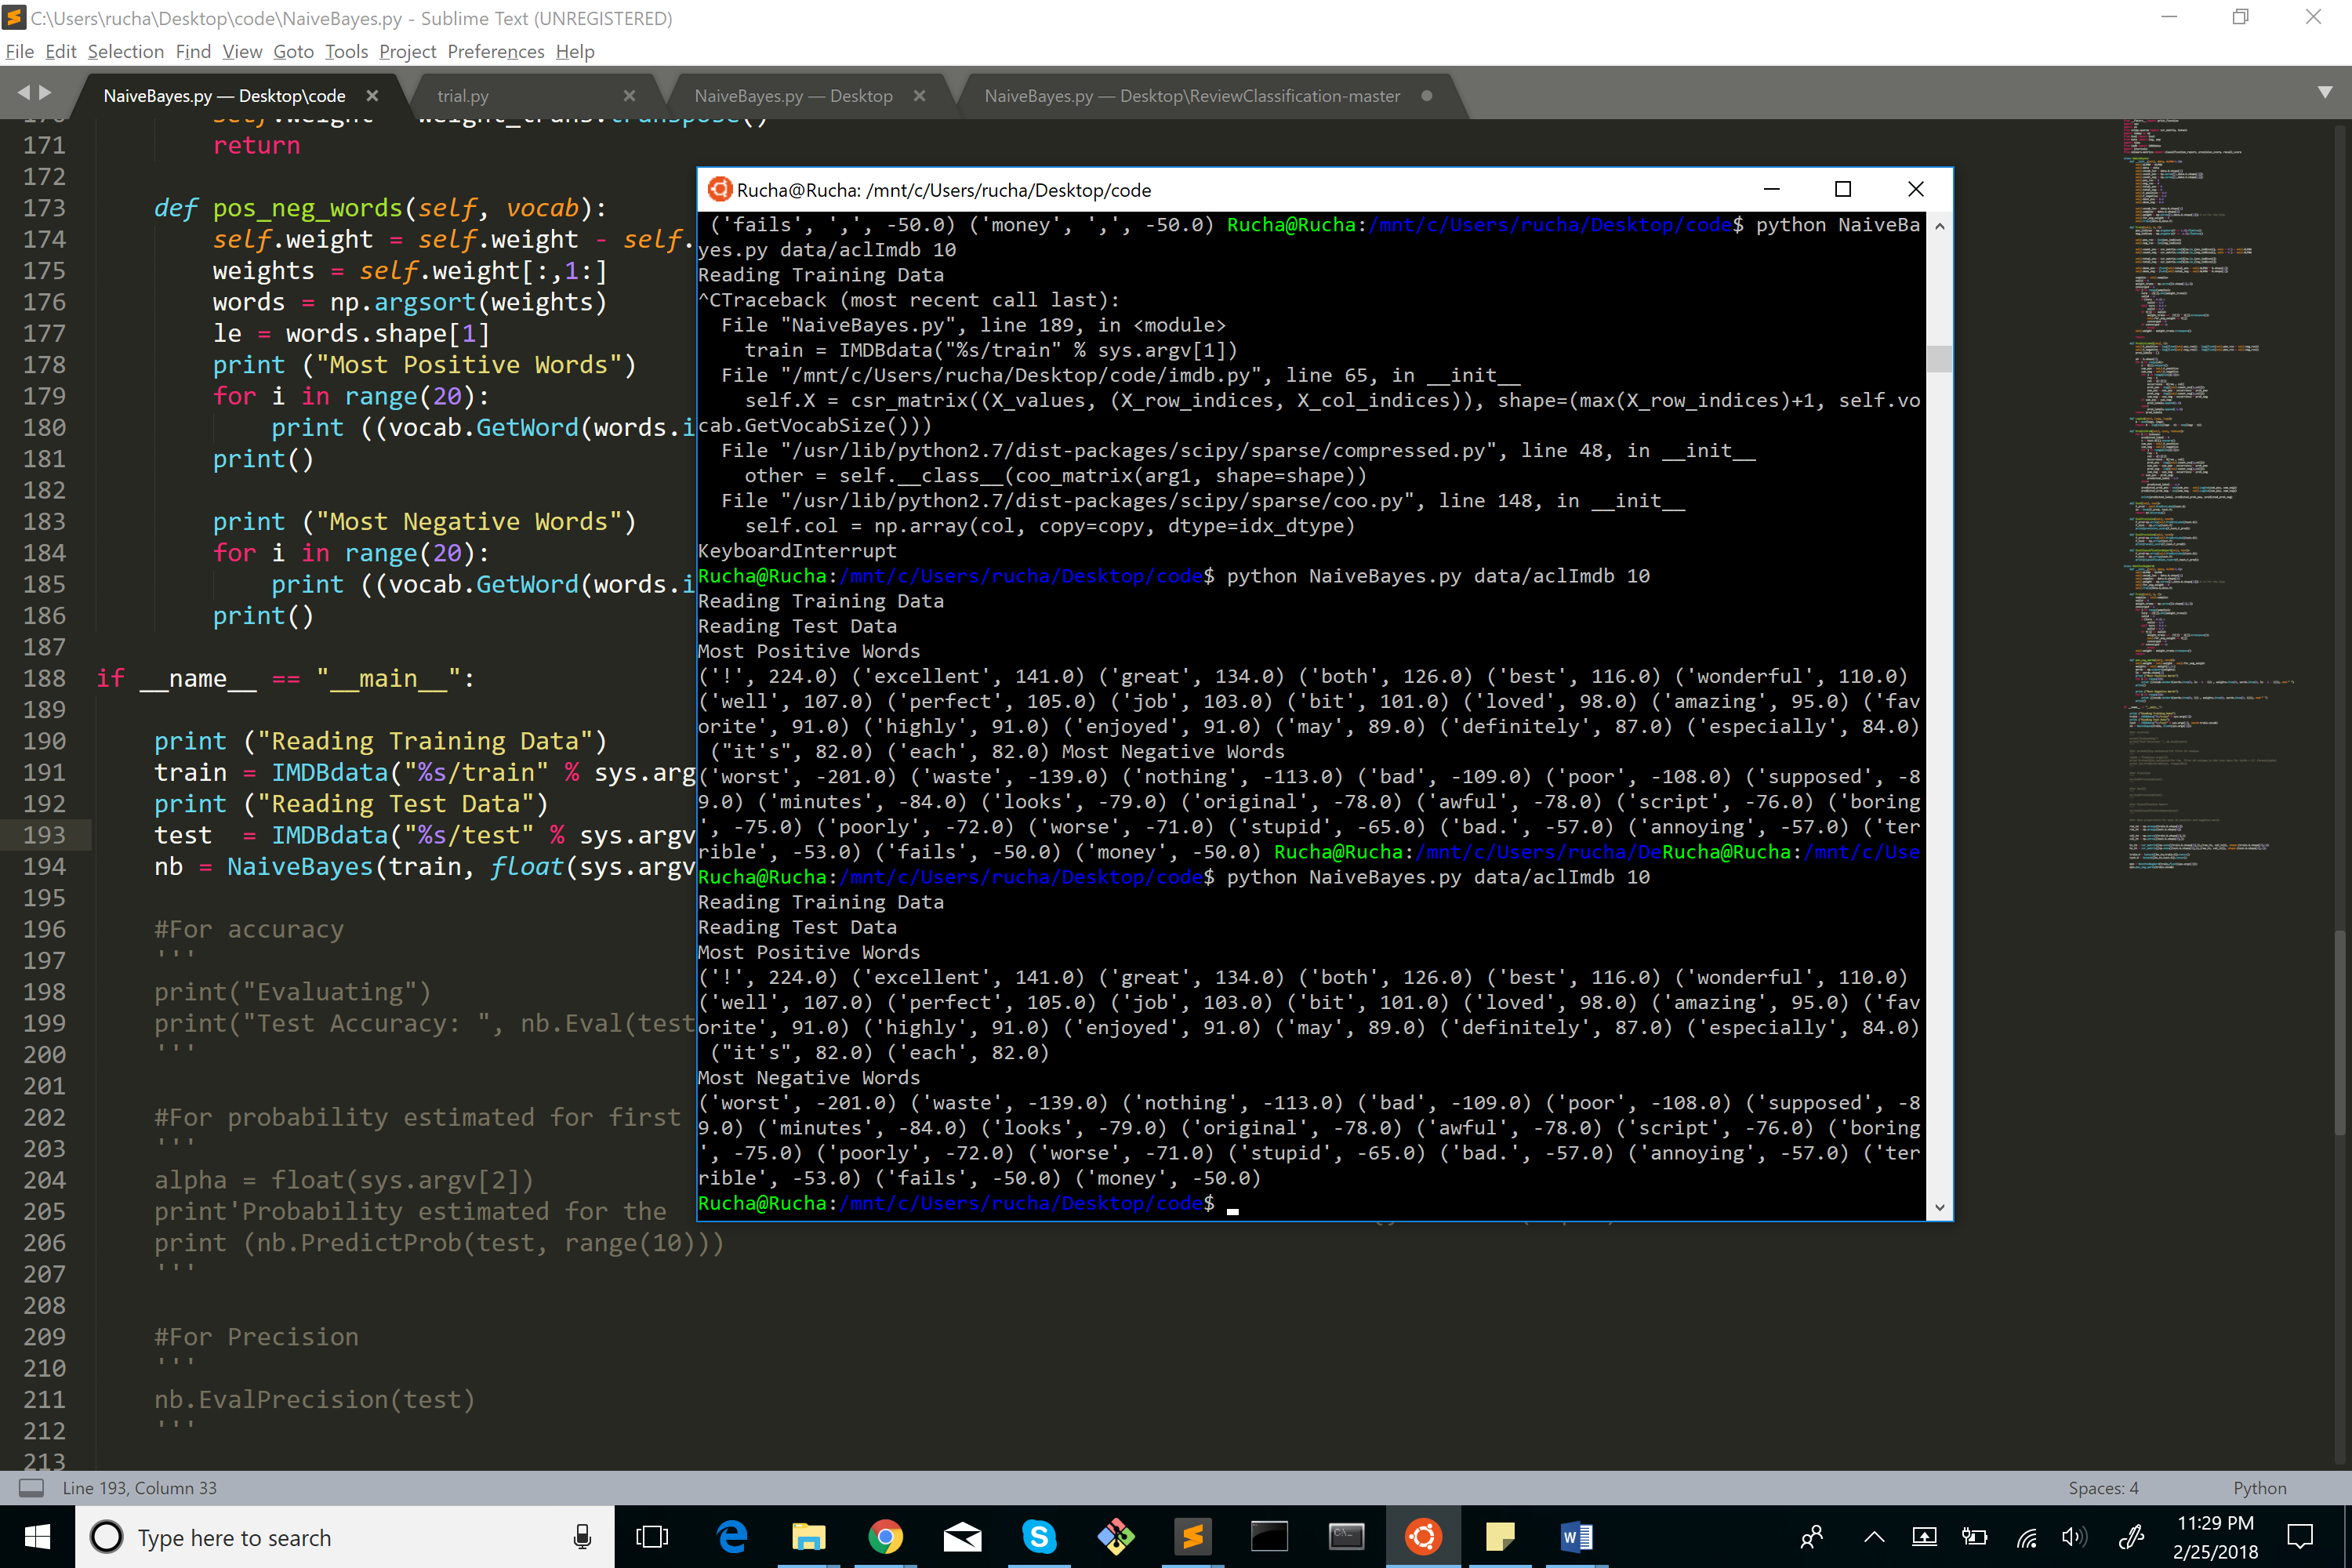 C:\Users\rucha\Desktop\code\NaiveBayes.py - Sublime Text (UNREGISTERED)
File Edit Selection Find View Goto Tools Project Preferences Help
NaiveBayes.py — Desktop\code
trial.py
NaiveBayes.py — Desktop
NaiveBayes.py — Desktop\ReviewClassification-master
171 return
172
173 def pos_neg_words(self, vocab):
174 self.weight = self.weight - self.
175 weights = self.weight[:,1:]
176 words = np.argsort(weights)
177 le = words.shape[1]
178 print ("Most Positive Words")
179 for i in range(20):
180 print ((vocab.GetWord(words.i
181 print()
182
183 print ("Most Negative Words")
184 for i in range(20):
185 print ((vocab.GetWord(words.i
186 print()
187
188 if __name__ == "__main__":
189
190 print ("Reading Training Data")
191 train = IMDBdata("%s/train" % sys.arg
192 print ("Reading Test Data")
193 test  = IMDBdata("%s/test" % sys.argv
194 nb = NaiveBayes(train, float(sys.argv
195
196 #For accuracy
197 '''
198 print("Evaluating")
199 print("Test Accuracy: ", nb.Eval(test
200 '''
201
202 #For probability estimated for first
203 '''
204 alpha = float(sys.argv[2])
205 print'Probability estimated for the
206 print (nb.PredictProb(test, range(10)))
207 '''
208
209 #For Precision
210 '''
211 nb.EvalPrecision(test)
212 '''
213
Rucha@Rucha: /mnt/c/Users/rucha/Desktop/code
('fails', ',', -50.0) ('money', ',', -50.0) Rucha@Rucha:/mnt/c/Users/rucha/Desktop/code$ python NaiveBa
yes.py data/aclImdb 10
Reading Training Data
^CTraceback (most recent call last):
File "NaiveBayes.py", line 189, in <module>
train = IMDBdata("%s/train" % sys.argv[1])
File "/mnt/c/Users/rucha/Desktop/code/imdb.py", line 65, in __init__
self.X = csr_matrix((X_values, (X_row_indices, X_col_indices)), shape=(max(X_row_indices)+1, self.vo
cab.GetVocabSize()))
File "/usr/lib/python2.7/dist-packages/scipy/sparse/compressed.py", line 48, in __init__
other = self.__class__(coo_matrix(arg1, shape=shape))
File "/usr/lib/python2.7/dist-packages/scipy/sparse/coo.py", line 148, in __init__
self.col = np.array(col, copy=copy, dtype=idx_dtype)
KeyboardInterrupt
Rucha@Rucha:/mnt/c/Users/rucha/Desktop/code$ python NaiveBayes.py data/aclImdb 10
Reading Training Data
Reading Test Data
Most Positive Words
('!', 224.0) ('excellent', 141.0) ('great', 134.0) ('both', 126.0) ('best', 116.0) ('wonderful', 110.0)
('well', 107.0) ('perfect', 105.0) ('job', 103.0) ('bit', 101.0) ('loved', 98.0) ('amazing', 95.0) ('fav
orite', 91.0) ('highly', 91.0) ('enjoyed', 91.0) ('may', 89.0) ('definitely', 87.0) ('especially', 84.0)
("it's", 82.0) ('each', 82.0) Most Negative Words
('worst', -201.0) ('waste', -139.0) ('nothing', -113.0) ('bad', -109.0) ('poor', -108.0) ('supposed', -8
9.0) ('minutes', -84.0) ('looks', -79.0) ('original', -78.0) ('awful', -78.0) ('script', -76.0) ('boring
', -75.0) ('poorly', -72.0) ('worse', -71.0) ('stupid', -65.0) ('bad.', -57.0) ('annoying', -57.0) ('ter
rible', -53.0) ('fails', -50.0) ('money', -50.0) Rucha@Rucha:/mnt/c/Users/rucha/DeRucha@Rucha:/mnt/c/Use
Rucha@Rucha:/mnt/c/Users/rucha/Desktop/code$ python NaiveBayes.py data/aclImdb 10
Reading Training Data
Reading Test Data
Most Positive Words
('!', 224.0) ('excellent', 141.0) ('great', 134.0) ('both', 126.0) ('best', 116.0) ('wonderful', 110.0)
('well', 107.0) ('perfect', 105.0) ('job', 103.0) ('bit', 101.0) ('loved', 98.0) ('amazing', 95.0) ('fav
orite', 91.0) ('highly', 91.0) ('enjoyed', 91.0) ('may', 89.0) ('definitely', 87.0) ('especially', 84.0)
("it's", 82.0) ('each', 82.0)
Most Negative Words
('worst', -201.0) ('waste', -139.0) ('nothing', -113.0) ('bad', -109.0) ('poor', -108.0) ('supposed', -8
9.0) ('minutes', -84.0) ('looks', -79.0) ('original', -78.0) ('awful', -78.0) ('script', -76.0) ('boring
', -75.0) ('poorly', -72.0) ('worse', -71.0) ('stupid', -65.0) ('bad.', -57.0) ('annoying', -57.0) ('ter
rible', -53.0) ('fails', -50.0) ('money', -50.0)
Rucha@Rucha:/mnt/c/Users/rucha/Desktop/code$
Line 193, Column 33
Spaces: 4
Python
Type here to search
11:29 PM
2/25/2018